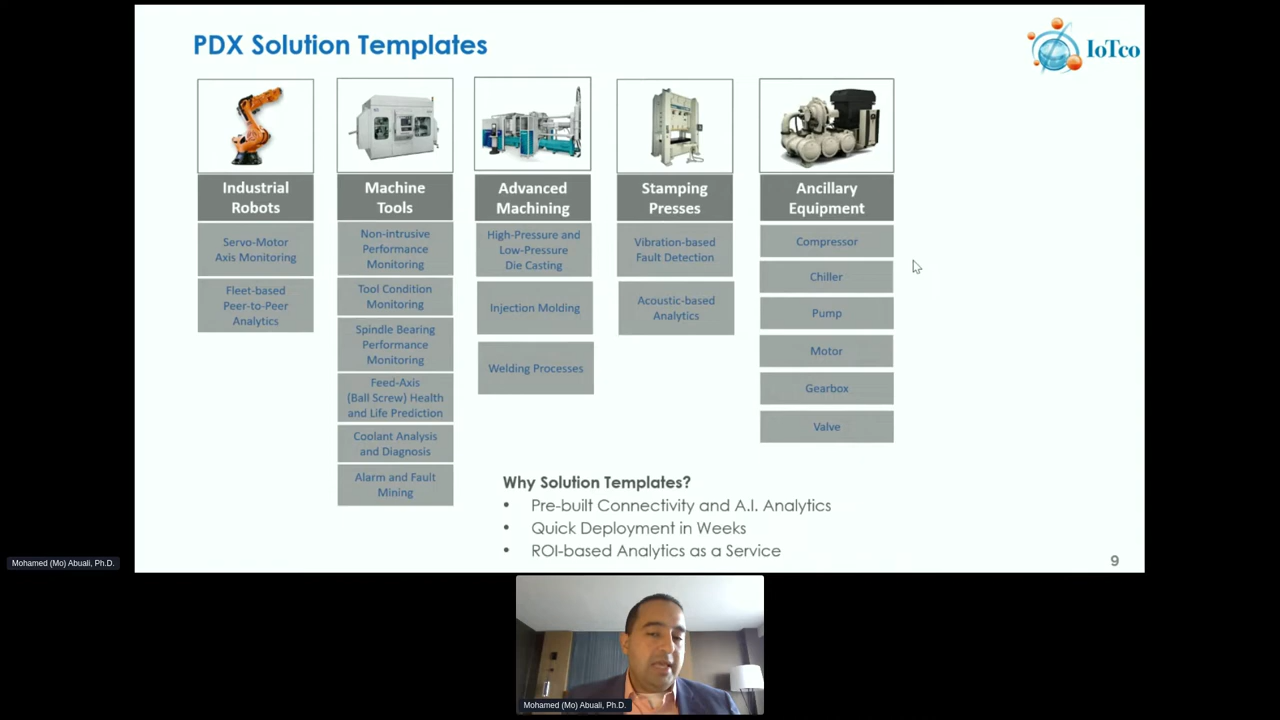 PDX Solution Templates
IoTco
Industrial
Robots
Servo-Motor
Axis Monitoring
Fleet-based
Peer-to-Peer
Analytics
Machine
Tools
Non-intrusive
Performance
Monitoring
Tool Condition
Monitoring
Spindle Bearing
Performance
Monitoring
Feed-Axis
(Ball Screw) Health
and Life Prediction
Coolant Analysis
and Diagnosis
Alarm and Fault
Mining
Advanced
Machining
High-Pressure and
Low-Pressure
Die Casting
Injection Molding
Welding Processes
Stamping
Presses
Vibration-based
Fault Detection
Acoustic-based
Analytics
Ancillary
Equipment
Compressor
Chiller
Pump
Motor
Gearbox
Valve
Why Solution Templates?
• Pre-built Connectivity and A.I. Analytics
• Quick Deployment in Weeks
• ROI-based Analytics as a Service
9
Mohamed (Mo) Abuali, Ph.D.
Mohamed (Mo) Abuali, Ph.D.